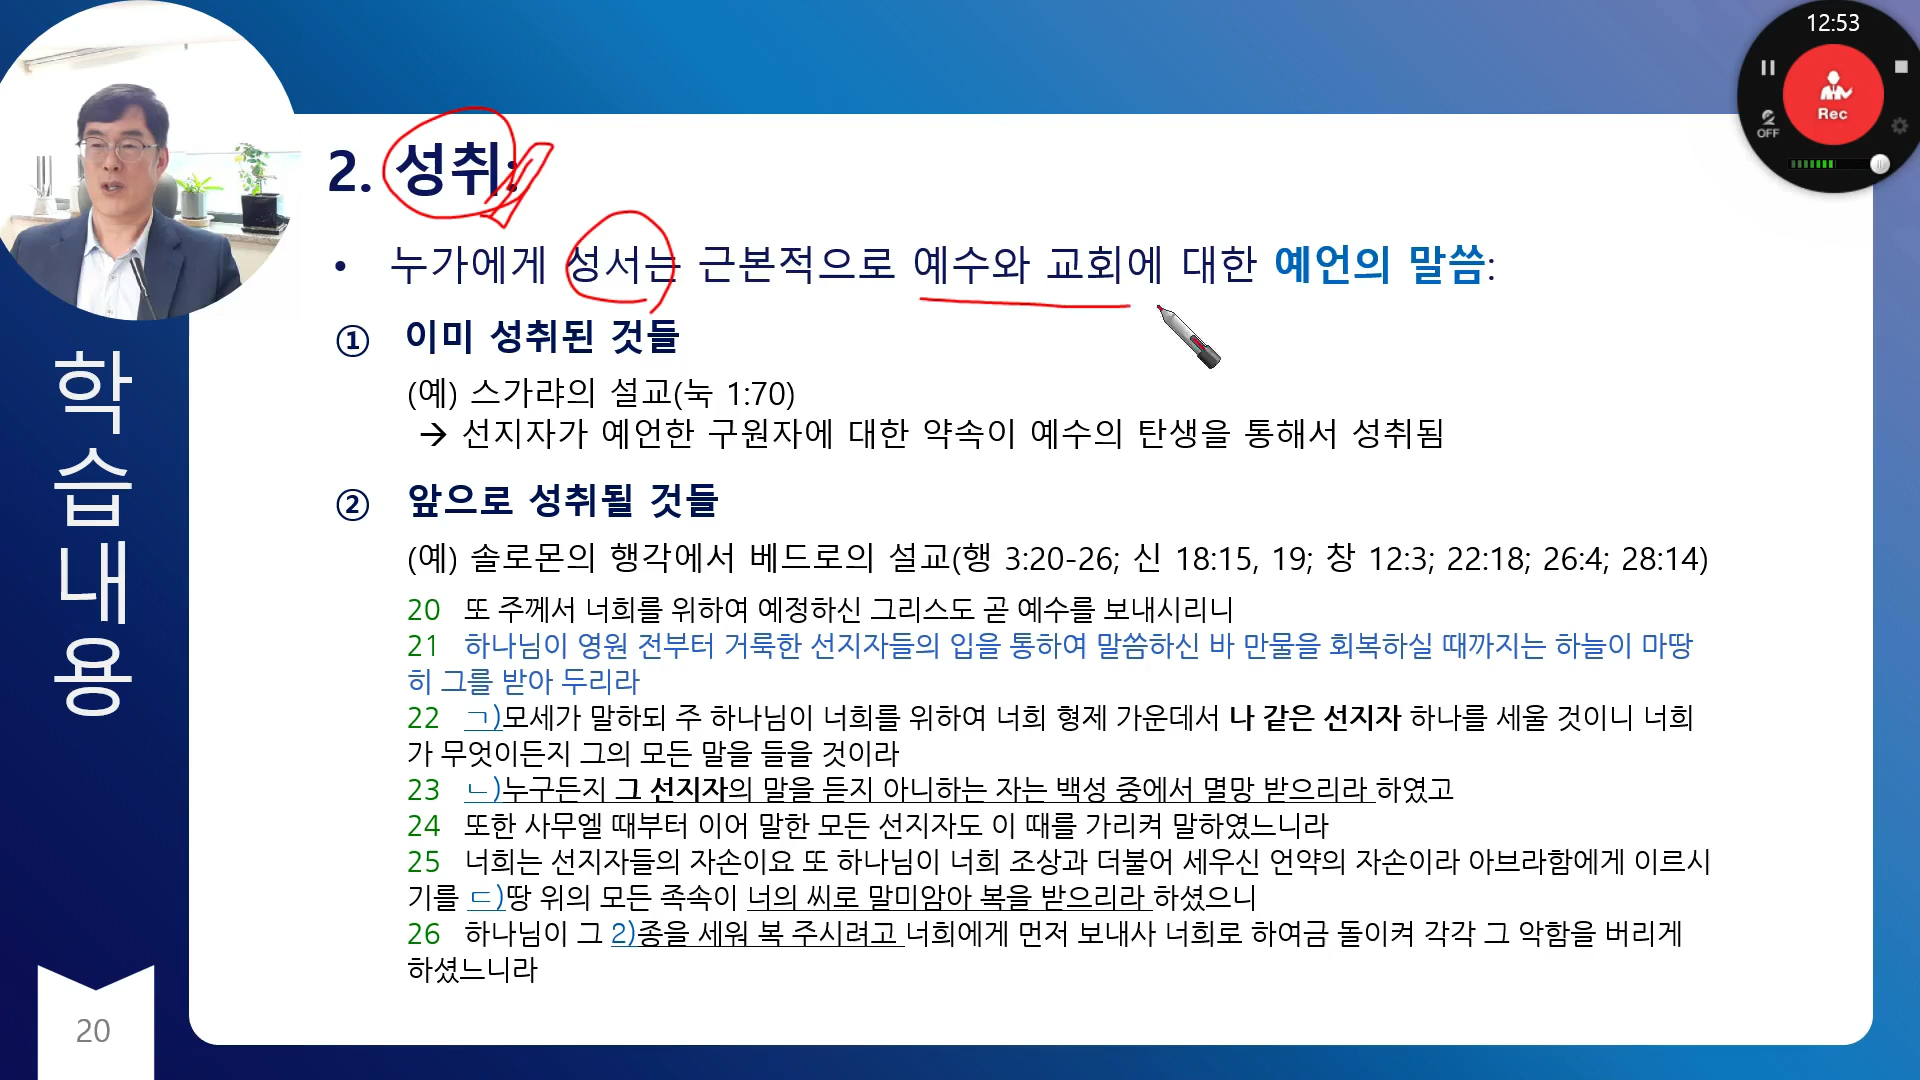 12:53
Rec
OFF
2. 성취:
• 누가에게 성서는 근본적으로 예수와 교회에 대한 예언의 말씀:
① 이미 성취된 것들
(예) 스가랴의 설교(눅 1:70)
→ 선지자가 예언한 구원자에 대한 약속이 예수의 탄생을 통해서 성취됨
② 앞으로 성취될 것들
(예) 솔로몬의 행각에서 베드로의 설교(행 3:20-26; 신 18:15, 19; 창 12:3; 22:18; 26:4; 28:14)
20 또 주께서 너희를 위하여 예정하신 그리스도 곧 예수를 보내시리니
21 하나님이 영원 전부터 거룩한 선지자들의 입을 통하여 말씀하신 바 만물을 회복하실 때까지는 하늘이 마땅
히 그를 받아 두리라
22 ㄱ)모세가 말하되 주 하나님이 너희를 위하여 너희 형제 가운데서 나 같은 선지자 하나를 세울 것이니 너희
가 무엇이든지 그의 모든 말을 들을 것이라
23 ㄴ)누구든지 그 선지자의 말을 듣지 아니하는 자는 백성 중에서 멸망 받으리라 하였고
24 또한 사무엘 때부터 이어 말한 모든 선지자도 이 때를 가리켜 말하였느니라
25 너희는 선지자들의 자손이요 또 하나님이 너희 조상과 더불어 세우신 언약의 자손이라 아브라함에게 이르시
기를 ㄷ)땅 위의 모든 족속이 너의 씨로 말미암아 복을 받으리라 하셨으니
26 하나님이 그 2)종을 세워 복 주시려고 너희에게 먼저 보내사 너희로 하여금 돌이켜 각각 그 악함을 버리게
하셨느니라
학
습
내
용
20